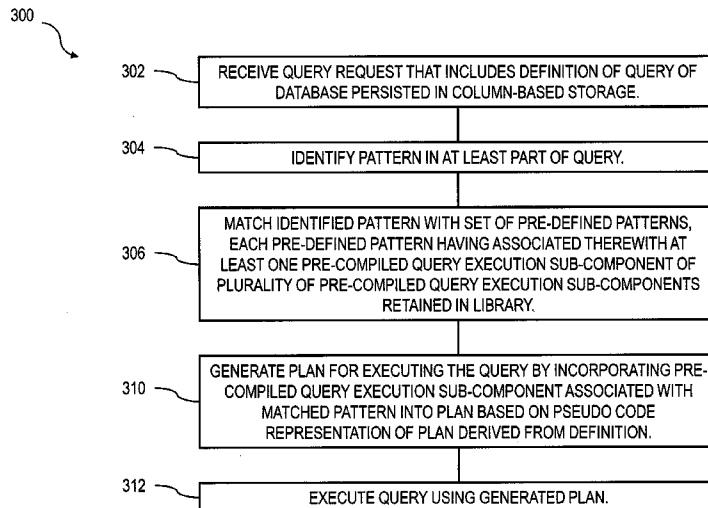 300
302
RECEIVE QUERY REQUEST THAT INCLUDES DEFINITION OF QUERY OF
DATABASE PERSISTED IN COLUMN-BASED STORAGE.
304
IDENTIFY PATTERN IN AT LEAST PART OF QUERY.
306
MATCH IDENTIFIED PATTERN WITH SET OF PRE-DEFINED PATTERNS,
EACH PRE-DEFINED PATTERN HAVING ASSOCIATED THEREWITH AT
LEAST ONE PRE-COMPILED QUERY EXECUTION SUB-COMPONENT OF
PLURALITY OF PRE-COMPILED QUERY EXECUTION SUB-COMPONENTS
RETAINED IN LIBRARY.
310
GENERATE PLAN FOR EXECUTING THE QUERY BY INCORPORATING PRE-
COMPILED QUERY EXECUTION SUB-COMPONENT ASSOCIATED WITH
MATCHED PATTERN INTO PLAN BASED ON PSEUDO CODE
REPRESENTATION OF PLAN DERIVED FROM DEFINITION.
312
EXECUTE QUERY USING GENERATED PLAN.